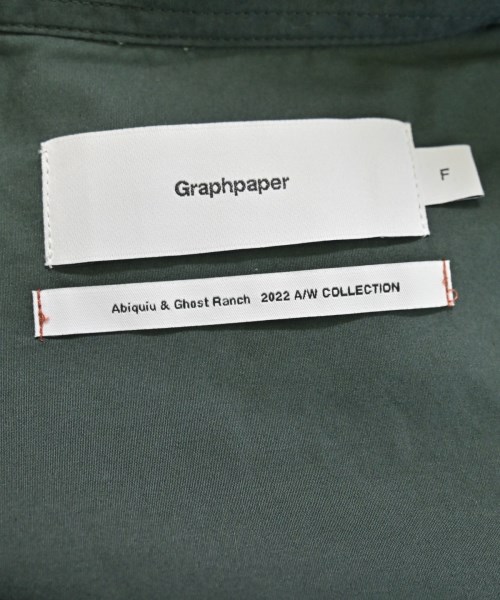 Graphpaper
F
Abiquiu & Ghost Ranch 2022 A/W COLLECTION